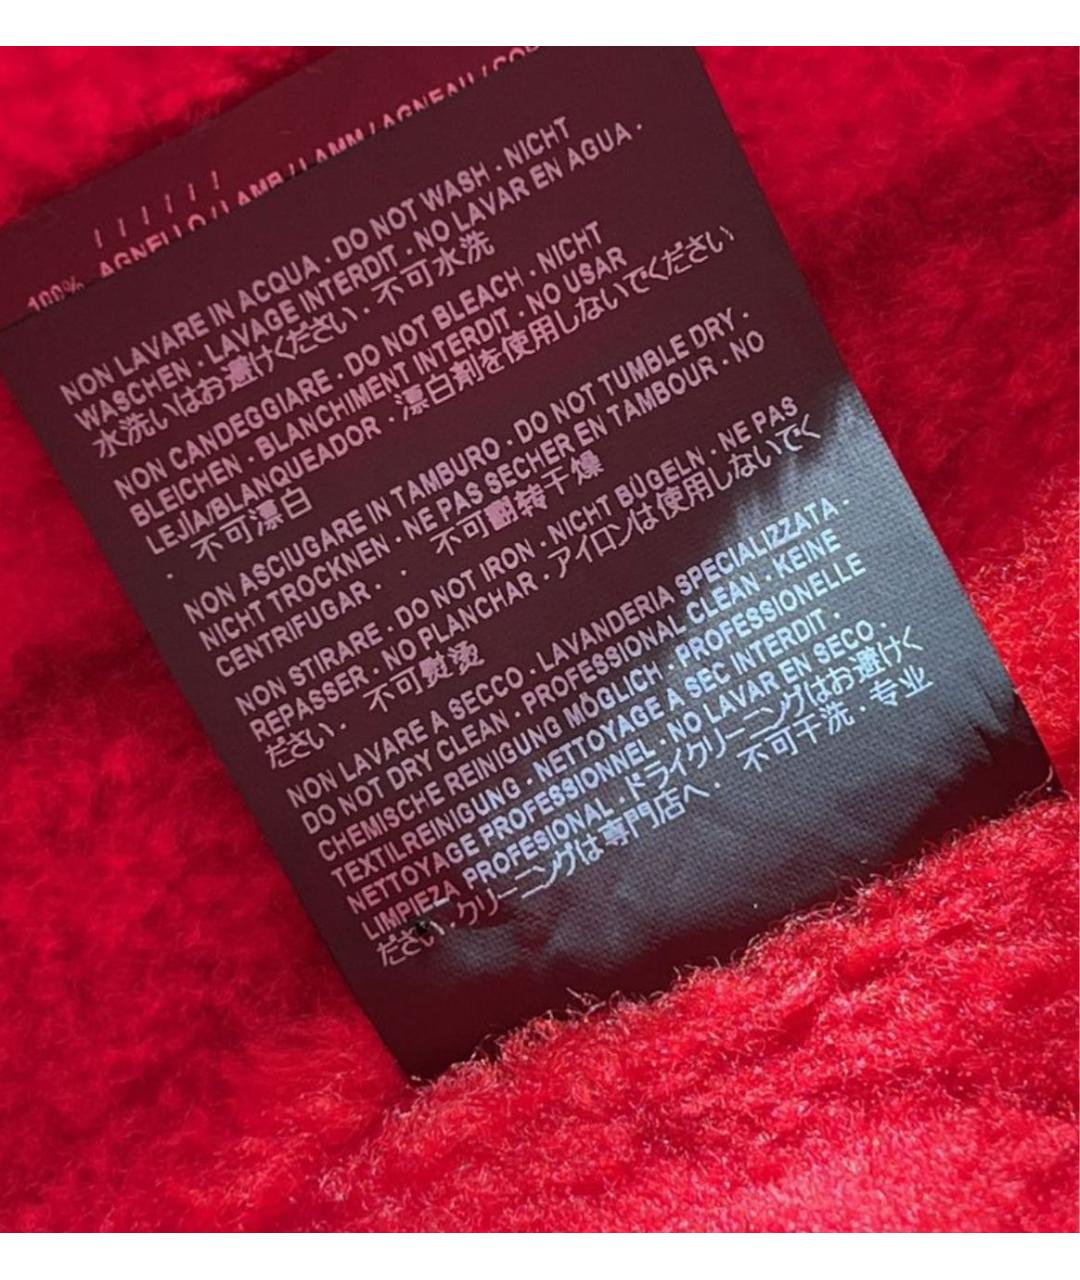 100% AGNELLO / LAMB / LAMM / AGNEAU / COR
NON LAVARE IN ACQUA · DO NOT WASH · NICHT
WASCHEN · LAVAGE INTERDIT · NO LAVAR EN AGUA ·
水洗いはお避けください · 不可水洗
NON CANDEGGIARE · DO NOT BLEACH · NICHT
BLEICHEN · BLANCHIMENT INTERDIT · NO USAR
LEJÍA/BLANQUEADOR · 漂白剤を使用しないでください
· 不可漂白
NON ASCIUGARE IN TAMBURO · DO NOT TUMBLE DRY ·
NICHT TROCKNEN · NE PAS SECHER EN TAMBOUR · NO
CENTRIFUGAR · · 不可翻转干燥
NON STIRARE · DO NOT IRON · NICHT BÜGELN · NE PAS
REPASSER · NO PLANCHAR · アイロンは使用しないでく
ださい · 不可熨烫
NON LAVARE A SECCO · LAVANDERIA SPECIALIZZATA ·
DO NOT DRY CLEAN · PROFESSIONAL CLEAN · KEINE
CHEMISCHE REINIGUNG MÖGLICH · PROFESSIONELLE
TEXTILREINIGUNG · NETTOYAGE A SEC INTERDIT ·
NETTOYAGE PROFESSIONNEL · NO LAVAR EN SECO ·
LIMPIEZA PROFESIONAL · ドライクリーニングはお避けく
ださい · クリーニングは専門店へ · 不可干洗 · 专业